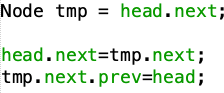 Node tmp = head.next;
head.next=tmp.next;
tmp.next.prev=head;